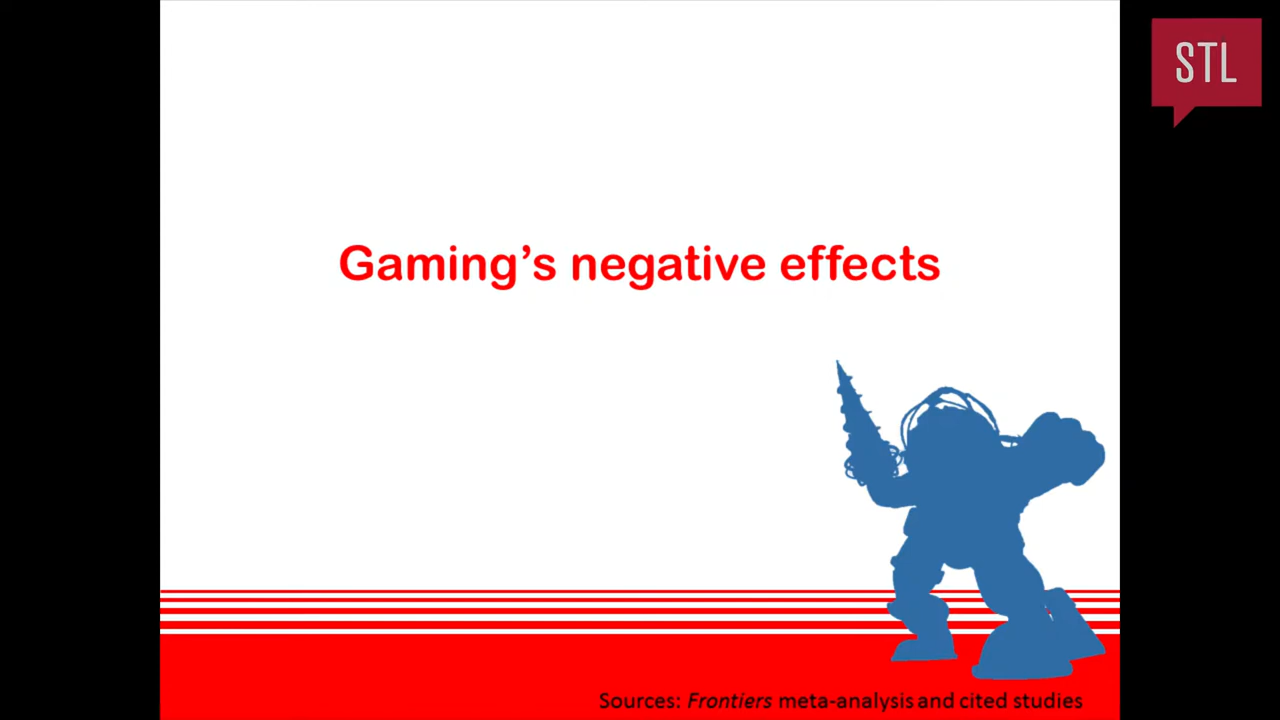 STL
Gaming's negative effects
Sources: Frontiers meta-analysis and cited studies